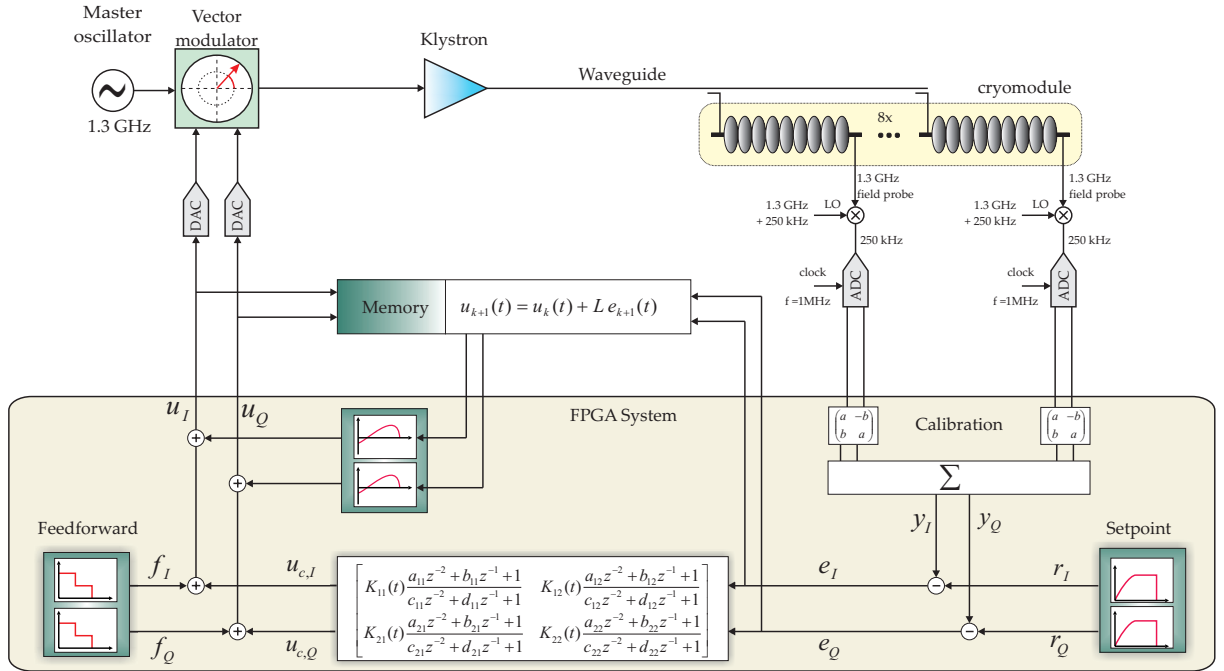 Master
oscillator
Vector
modulator
Klystron
Waveguide
cryomodule
~
1.3 GHz
8x
1.3 GHz
field probe
1.3 GHz
field probe
1.3 GHz
+ 250 kHz
LO
1.3 GHz
+ 250 kHz
LO
DAC
DAC
250 kHz
250 kHz
clock
f =1MHz
ADC
clock
f =1MHz
ADC
Memory
u_{k+1}(t) = u_k(t) + L e_{k+1}(t)
u_I
u_Q
FPGA System
(a −b
b a)
Calibration
(a −b
b a)
Σ
y_I
y_Q
Feedforward
Setpoint
f_I
u_{c,I}
[K_{11}(t) (a_{11}z^{-2} + b_{11}z^{-1} + 1)/(c_{11}z^{-2} + d_{11}z^{-1} + 1) K_{12}(t) (a_{12}z^{-2} + b_{12}z^{-1} + 1)/(c_{12}z^{-2} + d_{12}z^{-1} + 1)
K_{21}(t) (a_{21}z^{-2} + b_{21}z^{-1} + 1)/(c_{21}z^{-2} + d_{21}z^{-1} + 1) K_{22}(t) (a_{22}z^{-2} + b_{22}z^{-1} + 1)/(c_{22}z^{-2} + d_{22}z^{-1} + 1)]
e_I
r_I
f_Q
u_{c,Q}
e_Q
r_Q